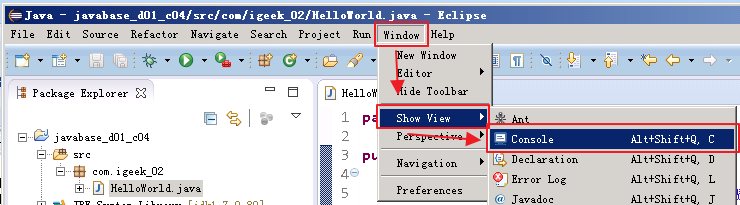 Java - javabase_d01_c04/src/com/igeek_02/HelloWorld.java - Eclipse
File Edit Source Refactor Navigate Search Project Run Window Help
New Window
Editor
Hide Toolbar
Show View
Perspective
Navigation
Preferences
Ant
Console Alt+Shift+Q, C
Declaration Alt+Shift+Q, D
Error Log Alt+Shift+Q, L
Javadoc Alt+Shift+Q, J
Package Explorer
javabase_d01_c04
src
com.igeek_02
HelloWorld.java
JRE System Library [jdk1.7.0_80]
HelloWo
1 pa
2
3 pu
4
5